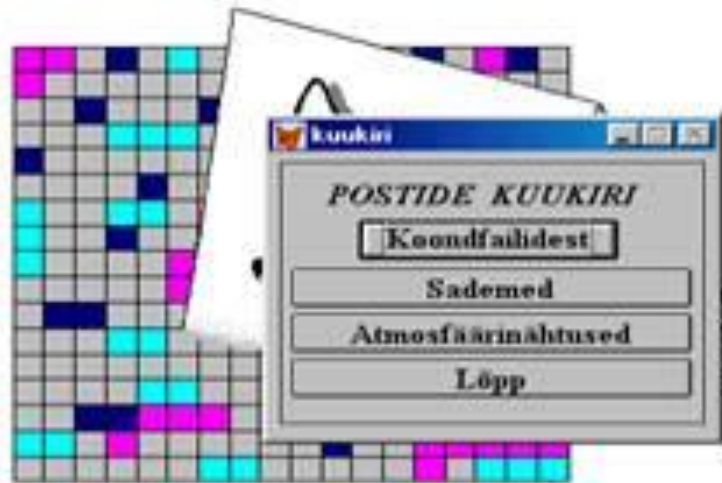 kuukiri
POSTIDE KUUKIRI
Koondfailidest
Sademed
Atmosfäärinähtused
Lõpp